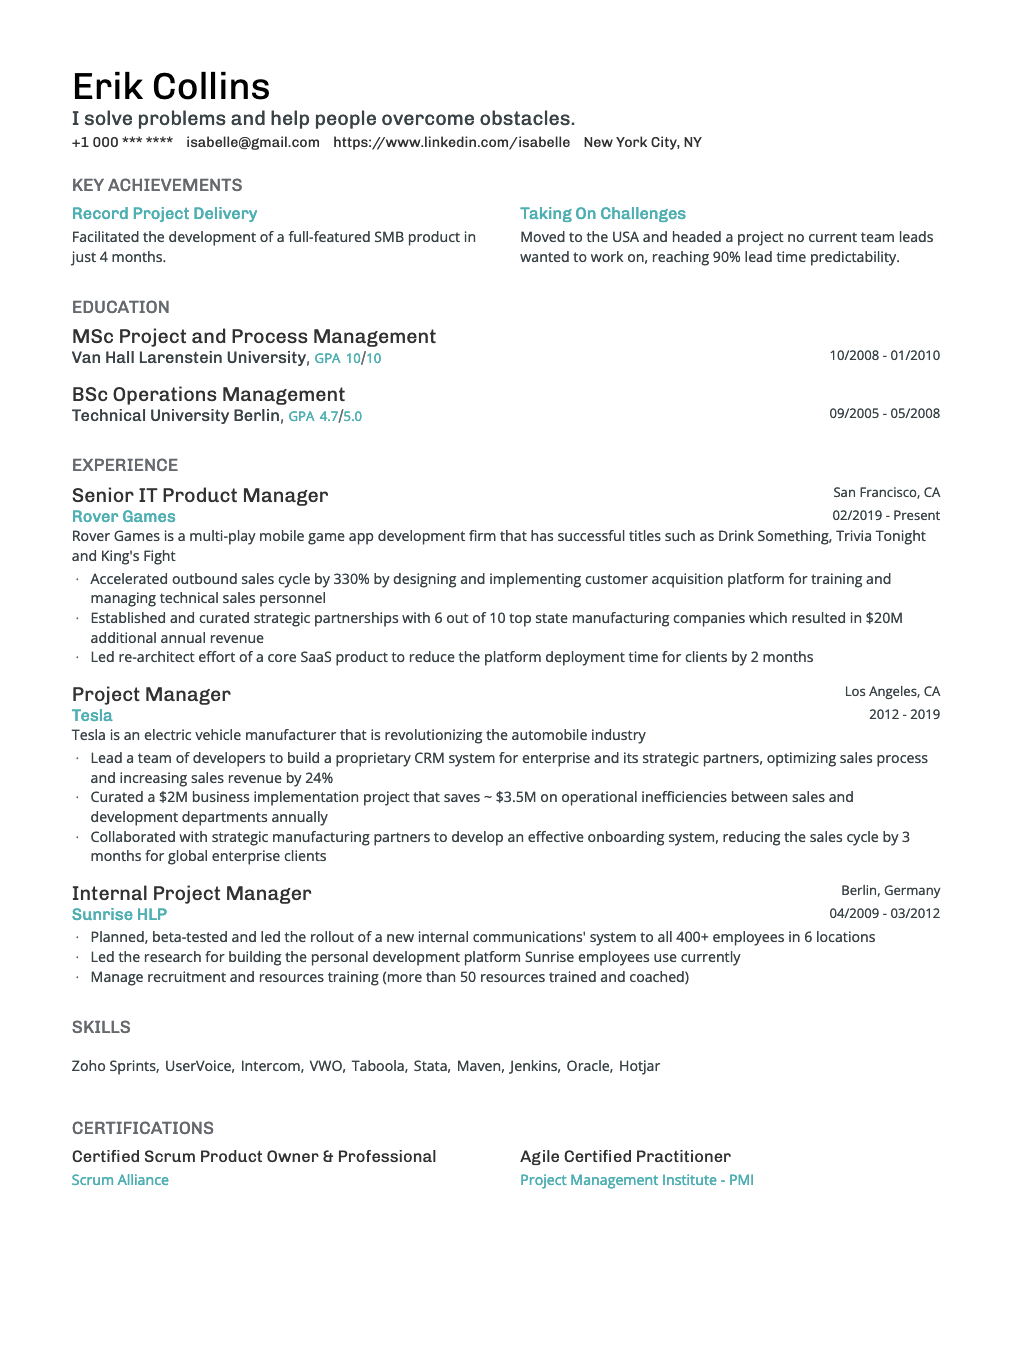 Erik Collins
I solve problems and help people overcome obstacles.
+1 000 *** **** isabelle@gmail.com https://www.linkedin.com/isabelle New York City, NY
KEY ACHIEVEMENTS
Record Project Delivery
Facilitated the development of a full-featured SMB product in
just 4 months.
Taking On Challenges
Moved to the USA and headed a project no current team leads
wanted to work on, reaching 90% lead time predictability.
EDUCATION
MSc Project and Process Management
Van Hall Larenstein University, GPA 10/10 10/2008 - 01/2010
BSc Operations Management
Technical University Berlin, GPA 4.7/5.0 09/2005 - 05/2008
EXPERIENCE
Senior IT Product Manager San Francisco, CA
Rover Games 02/2019 - Present
Rover Games is a multi-play mobile game app development firm that has successful titles such as Drink Something, Trivia Tonight
and King's Fight
· Accelerated outbound sales cycle by 330% by designing and implementing customer acquisition platform for training and
managing technical sales personnel
· Established and curated strategic partnerships with 6 out of 10 top state manufacturing companies which resulted in $20M
additional annual revenue
· Led re-architect effort of a core SaaS product to reduce the platform deployment time for clients by 2 months
Project Manager Los Angeles, CA
Tesla 2012 - 2019
Tesla is an electric vehicle manufacturer that is revolutionizing the automobile industry
· Lead a team of developers to build a proprietary CRM system for enterprise and its strategic partners, optimizing sales process
and increasing sales revenue by 24%
· Curated a $2M business implementation project that saves ~ $3.5M on operational inefficiencies between sales and
development departments annually
· Collaborated with strategic manufacturing partners to develop an effective onboarding system, reducing the sales cycle by 3
months for global enterprise clients
Internal Project Manager Berlin, Germany
Sunrise HLP 04/2009 - 03/2012
· Planned, beta-tested and led the rollout of a new internal communications' system to all 400+ employees in 6 locations
· Led the research for building the personal development platform Sunrise employees use currently
· Manage recruitment and resources training (more than 50 resources trained and coached)
SKILLS
Zoho Sprints, UserVoice, Intercom, VWO, Taboola, Stata, Maven, Jenkins, Oracle, Hotjar
CERTIFICATIONS
Certified Scrum Product Owner & Professional
Scrum Alliance
Agile Certified Practitioner
Project Management Institute - PMI